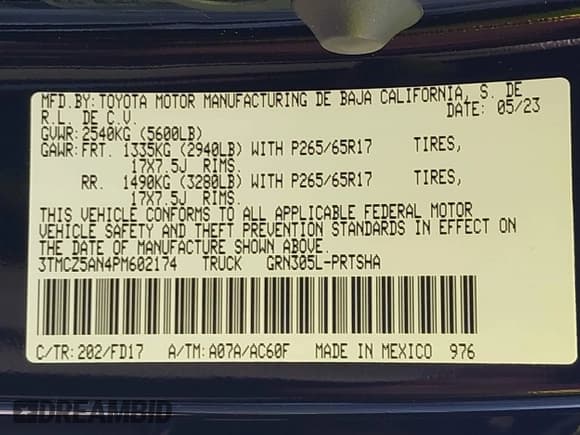 MFD.BY: TOYOTA MOTOR MANUFACTURING DE BAJA CALIFORNIA, S. DE
R.L. DE C.V. DATE: 05/23
GVWR: 2540KG (5600LB)
GAWR: FRT. 1335KG (2940LB) WITH P265/65R17 TIRES,
17X7.5J RIMS.
RR. 1490KG (3280LB) WITH P265/65R17 TIRES,
17X7.5J RIMS.
THIS VEHICLE CONFORMS TO ALL APPLICABLE FEDERAL MOTOR
VEHICLE SAFETY AND THEFT PREVENTION STANDARDS IN EFFECT ON
THE DATE OF MANUFACTURE SHOWN ABOVE.
3TMCZ5AN4PM602174 TRUCK GRN305L-PRTSHA
C/TR: 202/FD17 A/TM: A07A/AC60F MADE IN MEXICO 976
DREAMBID